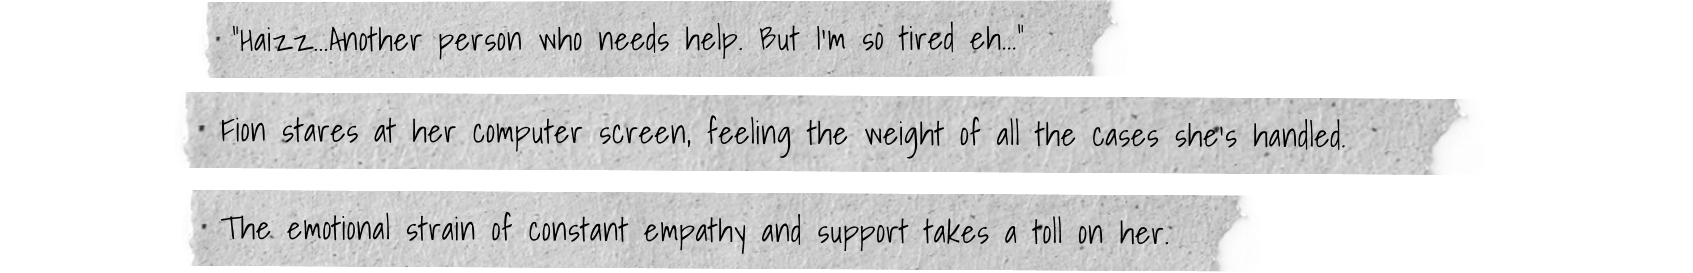 · "Haizz...Another person who needs help. But I'm so tired eh..."
· Fion stares at her computer screen, feeling the weight of all the cases she's handled.
· The emotional strain of constant empathy and support takes a toll on her.